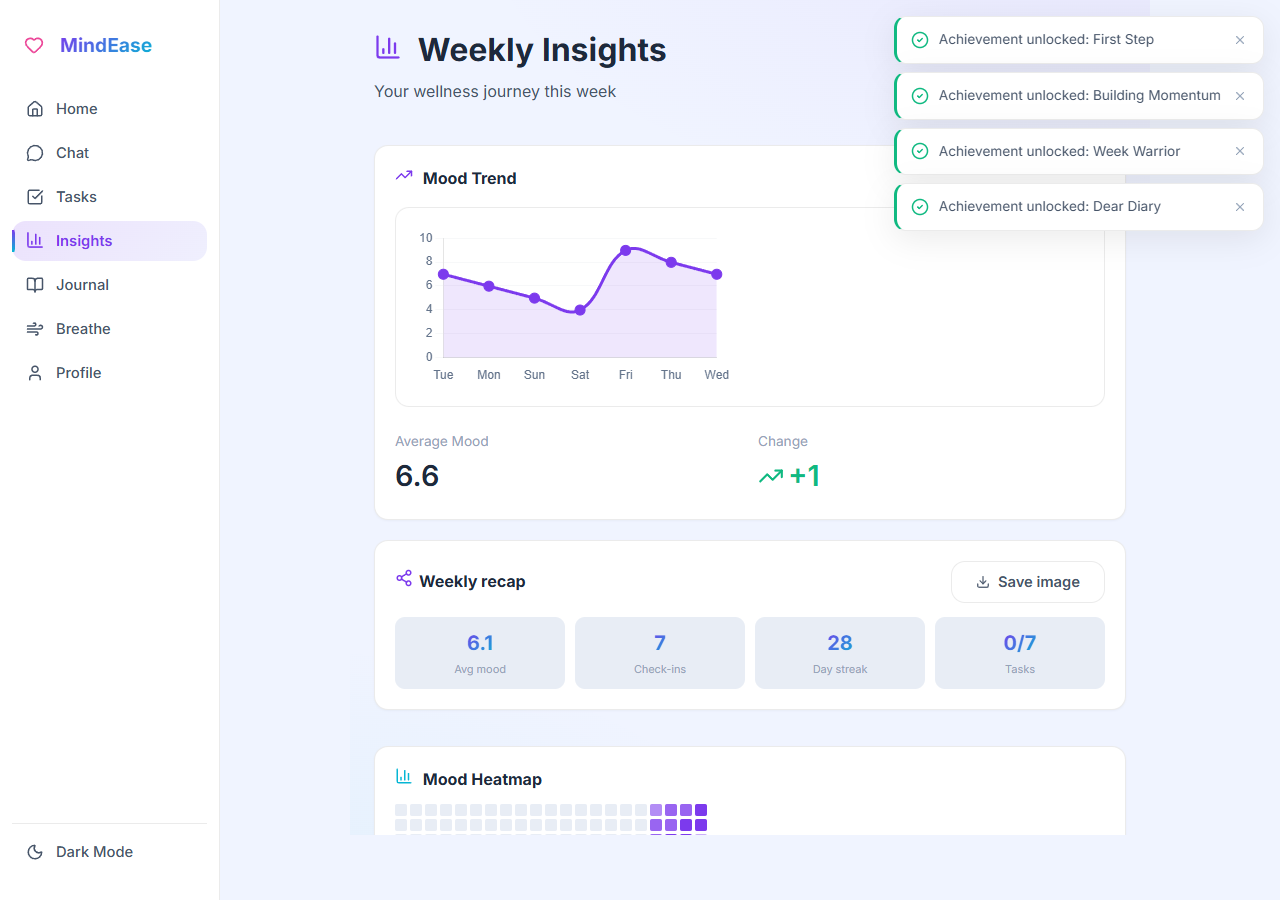 MindEase
Home
Chat
Tasks
Insights
Journal
Breathe
Profile
Dark Mode
Weekly Insights
Your wellness journey this week
Achievement unlocked: First Step
Achievement unlocked: Building Momentum
Achievement unlocked: Week Warrior
Achievement unlocked: Dear Diary
Mood Trend
10
8
6
4
2
0
Tue Mon Sun Sat Fri Thu Wed
Average Mood Change
6.6 +1
Weekly recap
Save image
6.1 7 28 0/7
Avg mood Check-ins Day streak Tasks
Mood Heatmap